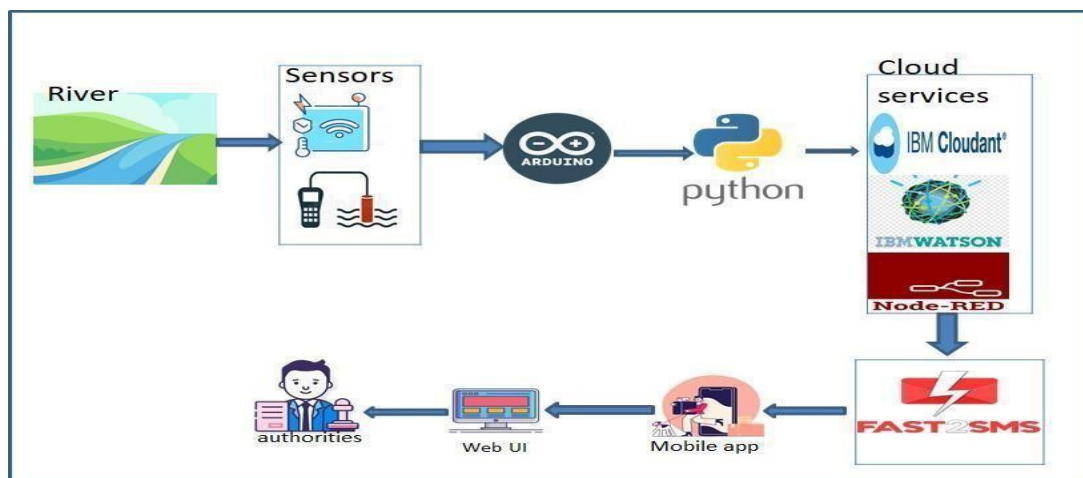 River
Sensors
ARDUINO
python
Cloud
services
IBM Cloudant®
IBMWATSON
Node-RED
FAST2SMS
Mobile app
Web UI
authorities